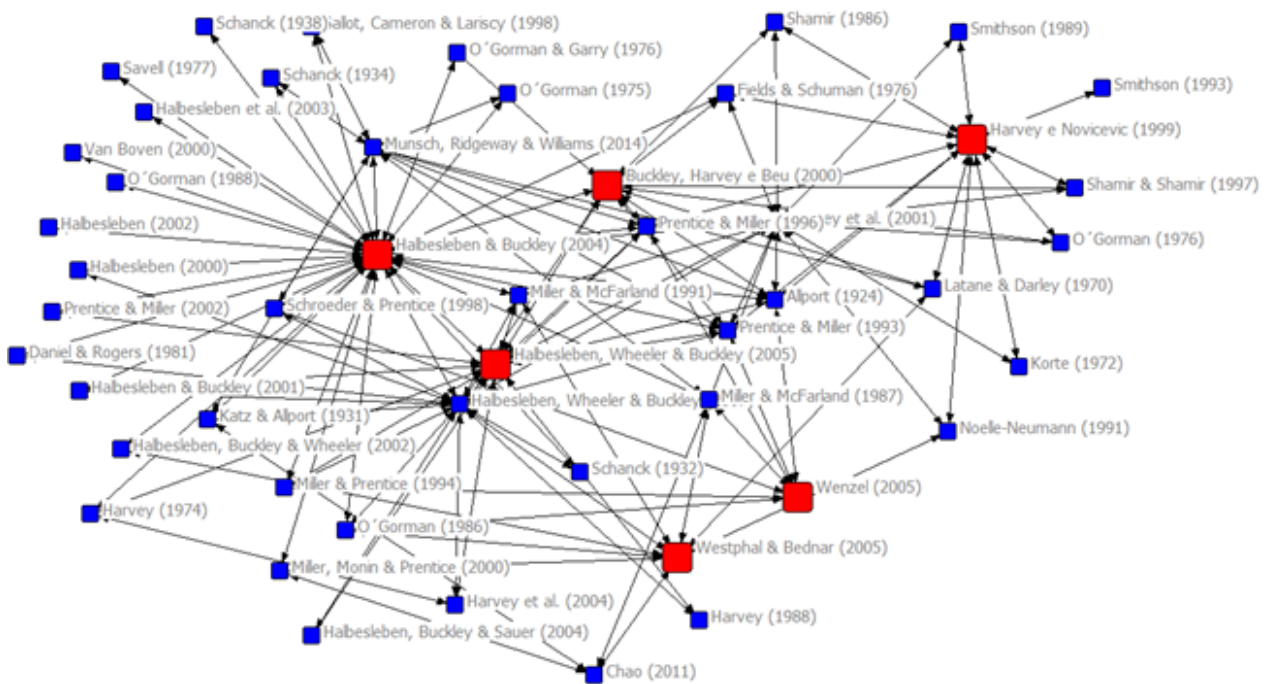 Schanck (1938)
allot, Cameron & Lariscy (1998)
Shamir (1986)
Smithson (1989)
O´Gorman & Garry (1976)
Savell (1977)
Schanck (1934)
Smithson (1993)
O´Gorman (1975)
Fields & Schuman (1976)
Halbesleben et al. (2003)
Harvey e Novicevic (1999)
Munsch, Ridgeway & Williams (2014)
Van Boven (2000)
Buckley, Harvey e Beu (2000)
O´Gorman (1988)
Shamir & Shamir (1997)
Halbesleben (2002)
Prentice & Miller (1996)
ey et al. (2001)
O´Gorman (1976)
Halbesleben & Buckley (2004)
Halbesleben (2000)
Latane & Darley (1970)
Miller & McFarland (1991)
Allport (1924)
Prentice & Miller (2002)
Schroeder & Prentice (1998)
Prentice & Miller (1993)
Daniel & Rogers (1981)
Halbesleben, Wheeler & Buckley (2005)
Korte (1972)
Halbesleben & Buckley (2001)
Halbesleben, Wheeler & Buckley
Miller & McFarland (1987)
Katz & Allport (1931)
Noelle-Neumann (1991)
Halbesleben, Buckley & Wheeler (2002)
Schanck (1932)
Miller & Prentice (1994)
Wenzel (2005)
Harvey (1974)
O´Gorman (1986)
Westphal & Bednar (2005)
Miller, Monin & Prentice (2000)
Harvey et al. (2004)
Harvey (1988)
Halbesleben, Buckley & Sauer (2004)
Chao (2011)